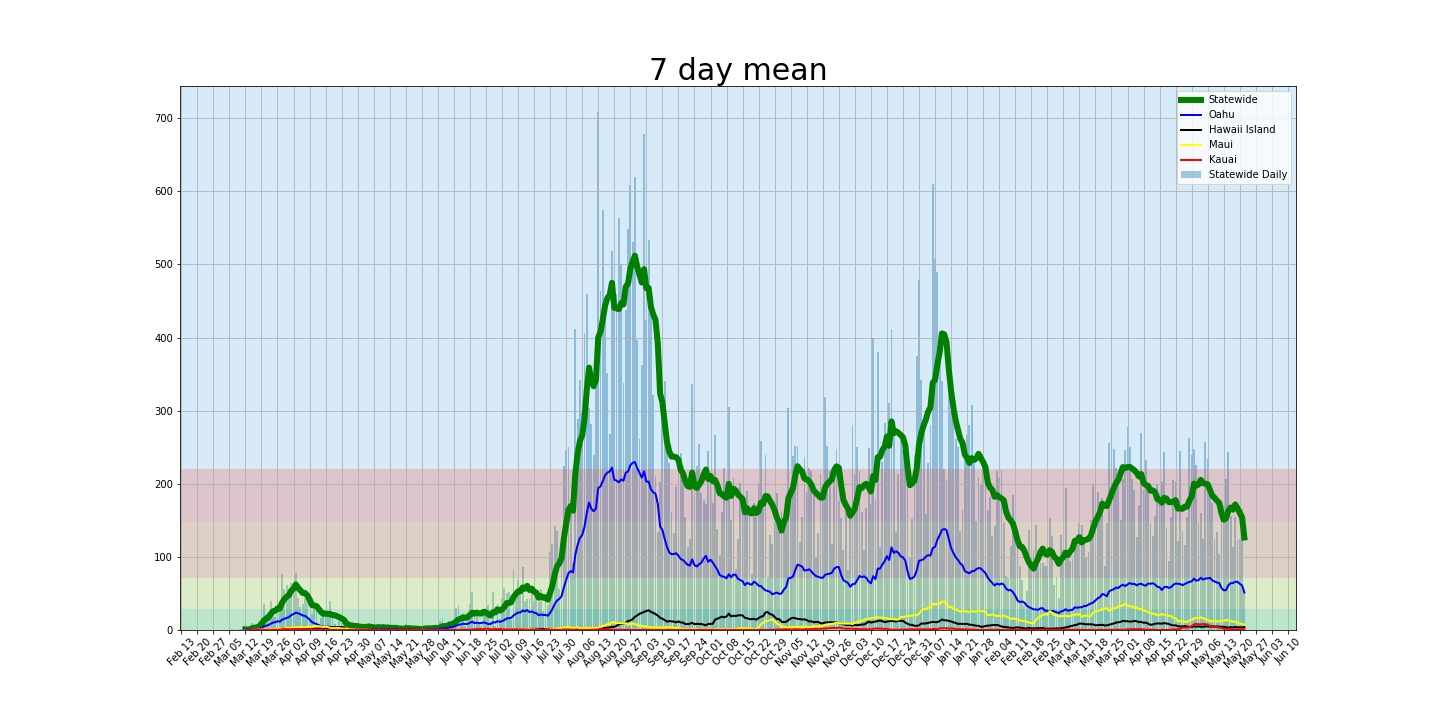 7 day mean
700
600
500
400
300
200
100
0
Statewide
Oahu
Hawaii Island
Maui
Kauai
Statewide Daily
Feb 13
Feb 20
Feb 27
Mar 05
Mar 12
Mar 19
Mar 26
Apr 02
Apr 09
Apr 16
Apr 23
Apr 30
May 07
May 14
May 21
May 28
Jun 04
Jun 11
Jun 18
Jun 25
Jul 02
Jul 09
Jul 16
Jul 23
Jul 30
Aug 06
Aug 13
Aug 20
Aug 27
Sep 03
Sep 10
Sep 17
Sep 24
Oct 01
Oct 08
Oct 15
Oct 22
Oct 29
Nov 05
Nov 12
Nov 19
Nov 26
Dec 03
Dec 10
Dec 17
Dec 24
Dec 31
Jan 07
Jan 14
Jan 21
Jan 28
Feb 04
Feb 11
Feb 18
Feb 25
Mar 04
Mar 11
Mar 18
Mar 25
Apr 01
Apr 08
Apr 15
Apr 22
Apr 29
May 06
May 13
May 20
May 27
Jun 03
Jun 10